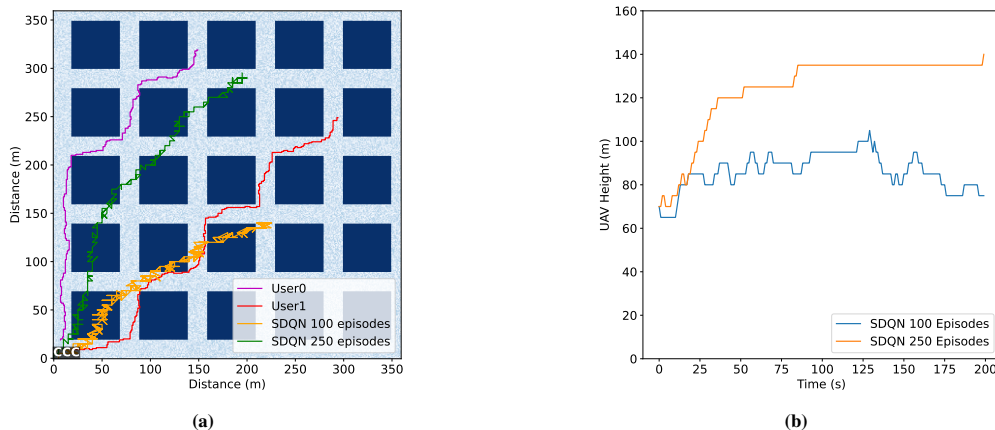 350
300
250
200
150
100
50
0
Distance (m)
User0
User1
SDQN 100 episodes
SDQN 250 episodes
CCC
0 50 100 150 200 250 300 350
Distance (m)
(a)
160
140
120
100
80
60
40
20
0
UAV Height (m)
SDQN 100 Episodes
SDQN 250 Episodes
0 25 50 75 100 125 150 175 200
Time (s)
(b)